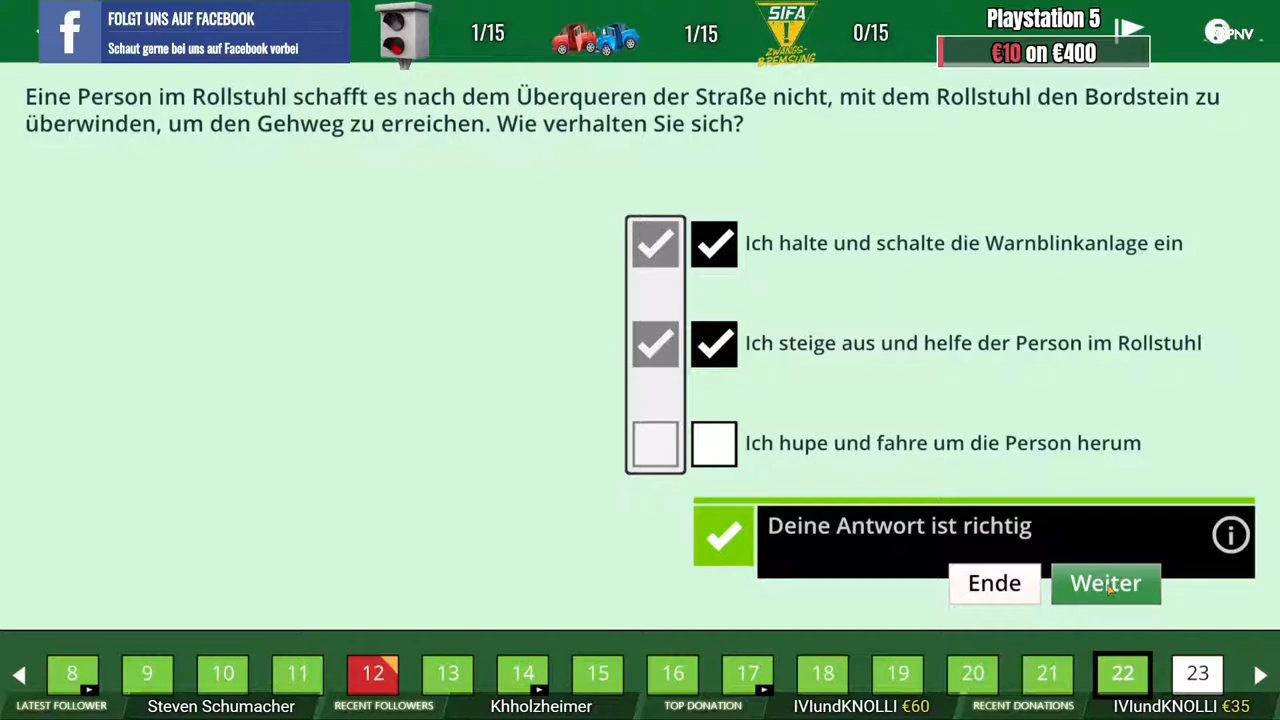 FOLGT UNS AUF FACEBOOK
Schaut gerne bei uns auf Facebook vorbei
1/15
1/15
SIFA
ZWANGS-
BREMSUNG
0/15
Playstation 5
€10 on €400
Eine Person im Rollstuhl schafft es nach dem Überqueren der Straße nicht, mit dem Rollstuhl den Bordstein zu
überwinden, um den Gehweg zu erreichen. Wie verhalten Sie sich?
Ich halte und schalte die Warnblinkanlage ein
Ich steige aus und helfe der Person im Rollstuhl
Ich hupe und fahre um die Person herum
Deine Antwort ist richtig
Ende
Weiter
8 9 10 11 12 13 14 15 16 17 18 19 20 21 22 23
LATEST FOLLOWER Steven Schumacher RECENT FOLLOWERS Khholzheimer TOP DONATION IVIundKNOLLI €60 RECENT DONATIONS IVIundKNOLLI €35